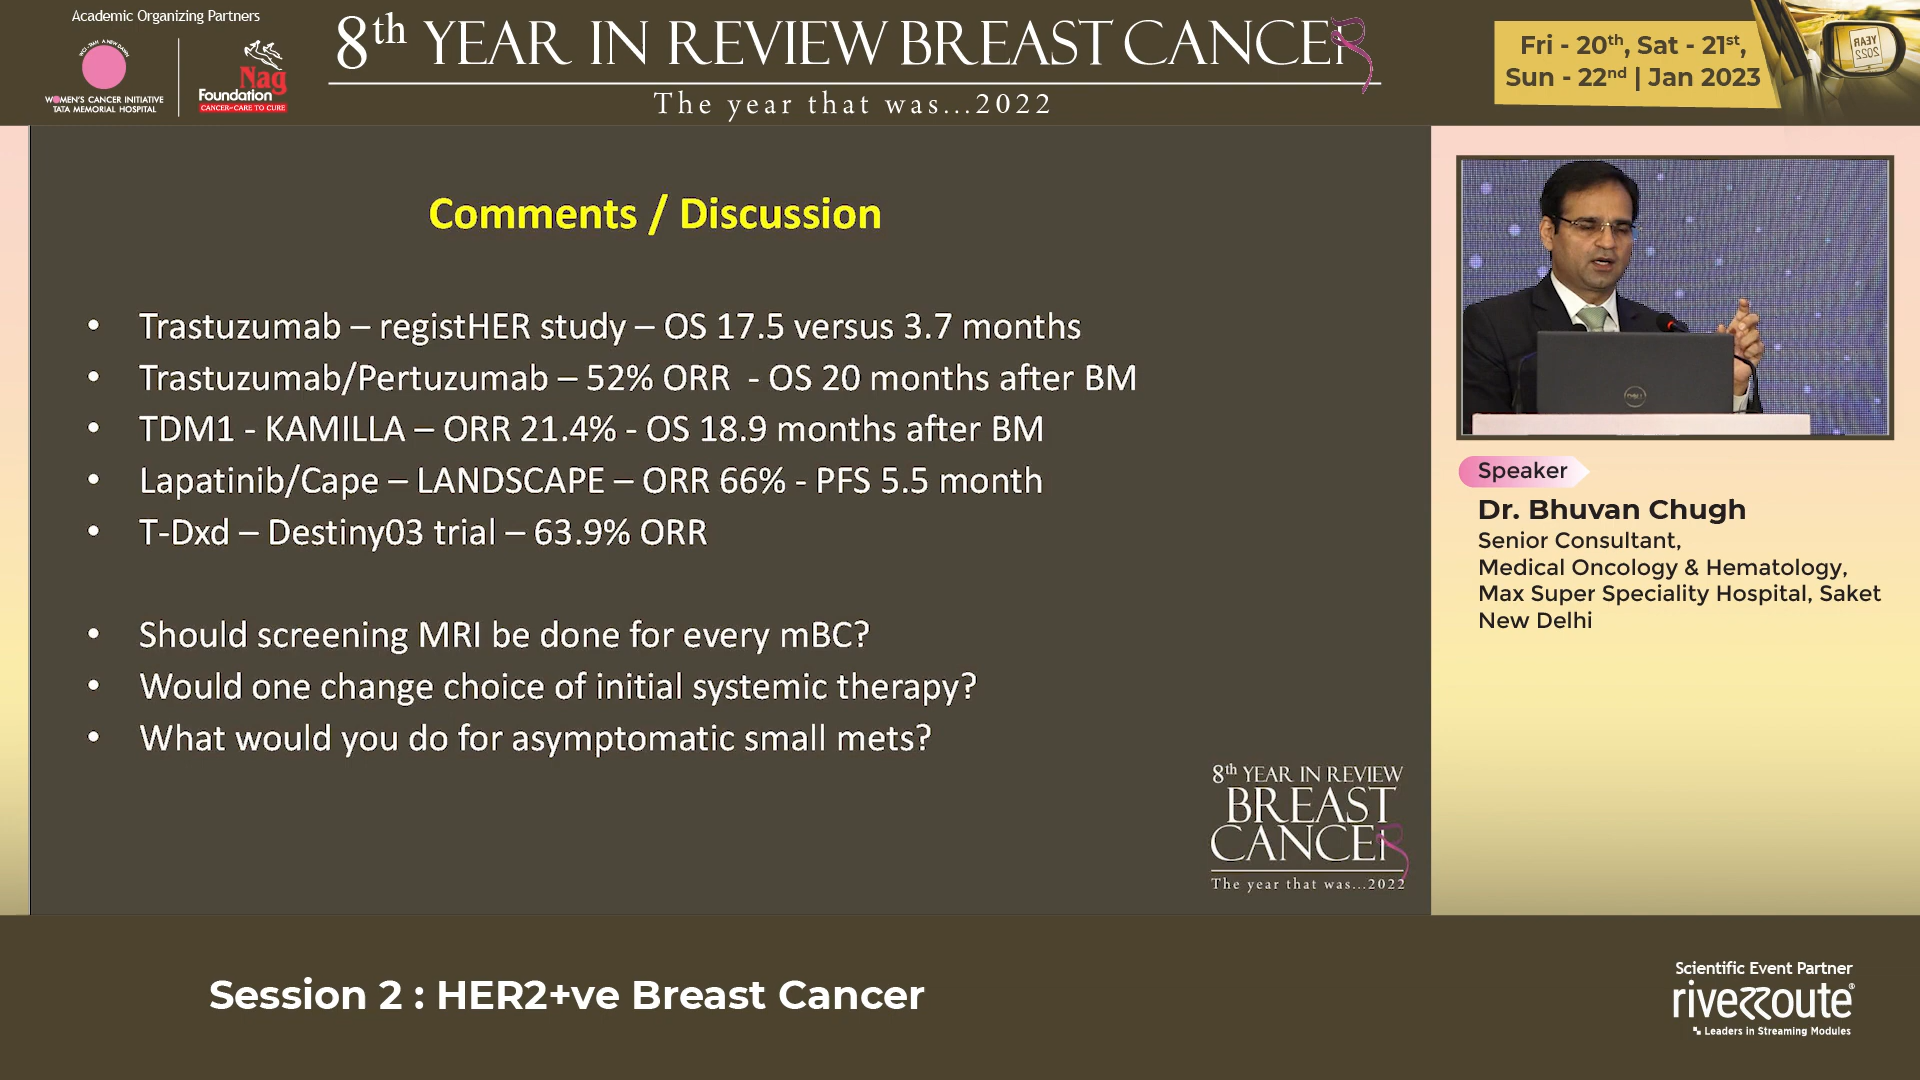 Academic Organizing Partners
WOMEN'S CANCER INITIATIVE
TATA MEMORIAL HOSPITAL
Nag
Foundation
CANCER-CARE TO CURE
8th YEAR IN REVIEW BREAST CANCER
The year that was...2022
Fri - 20th, Sat - 21st,
Sun - 22nd | Jan 2023
YEAR
2022
Comments / Discussion
• Trastuzumab – registHER study – OS 17.5 versus 3.7 months
• Trastuzumab/Pertuzumab – 52% ORR - OS 20 months after BM
• TDM1 - KAMILLA – ORR 21.4% - OS 18.9 months after BM
• Lapatinib/Cape – LANDSCAPE – ORR 66% - PFS 5.5 month
• T-Dxd – Destiny03 trial – 63.9% ORR
• Should screening MRI be done for every mBC?
• Would one change choice of initial systemic therapy?
• What would you do for asymptomatic small mets?
8th YEAR IN REVIEW
BREAST
CANCER
The year that was...2022
DELL
Speaker
Dr. Bhuvan Chugh
Senior Consultant,
Medical Oncology & Hematology,
Max Super Speciality Hospital, Saket
New Delhi
Session 2 : HER2+ve Breast Cancer
Scientific Event Partner
riverroute®
Leaders in Streaming Modules